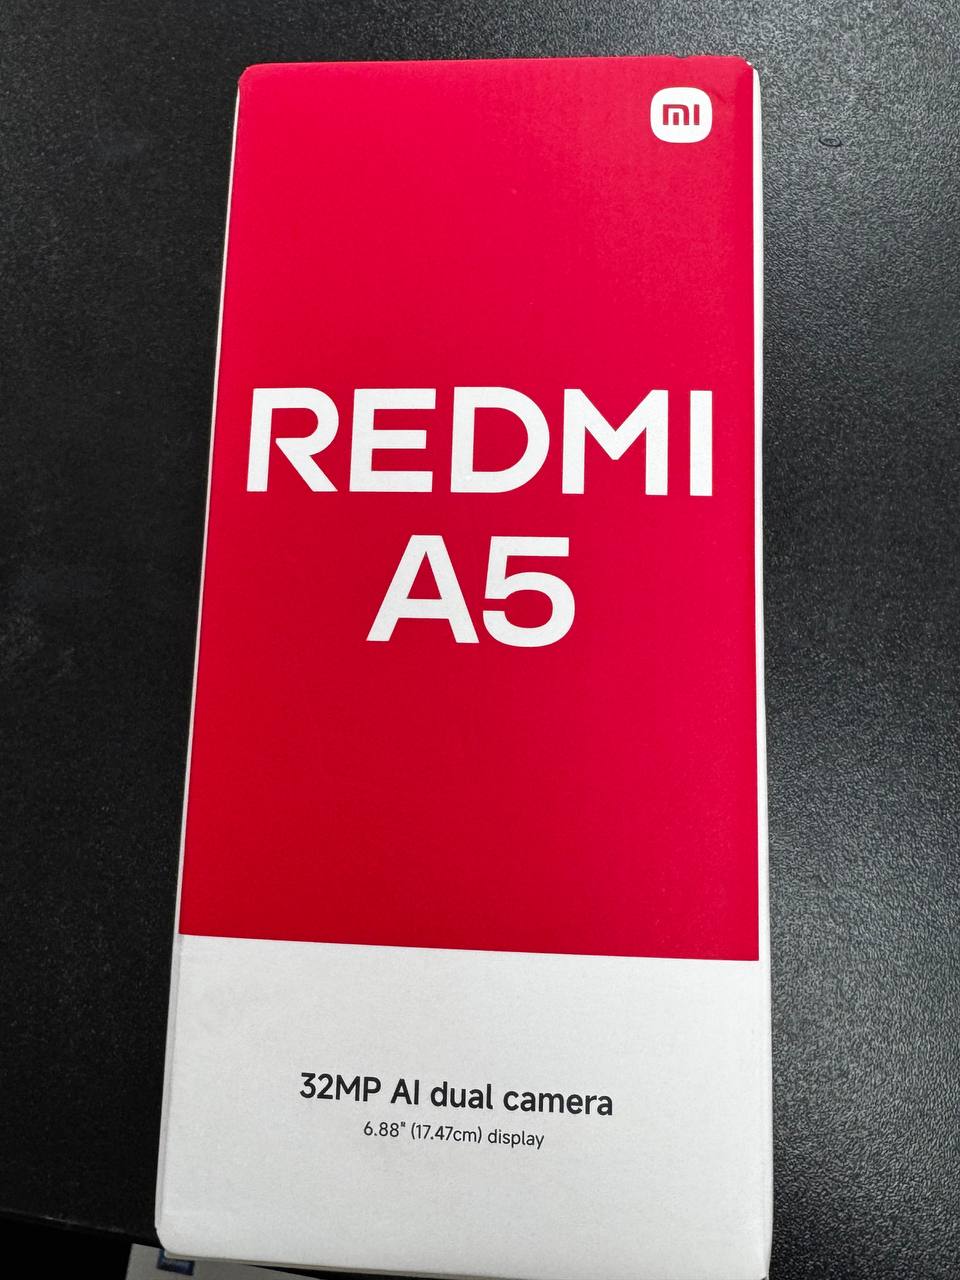 mi
REDMI
A5
32MP AI dual camera
6.88" (17.47cm) display